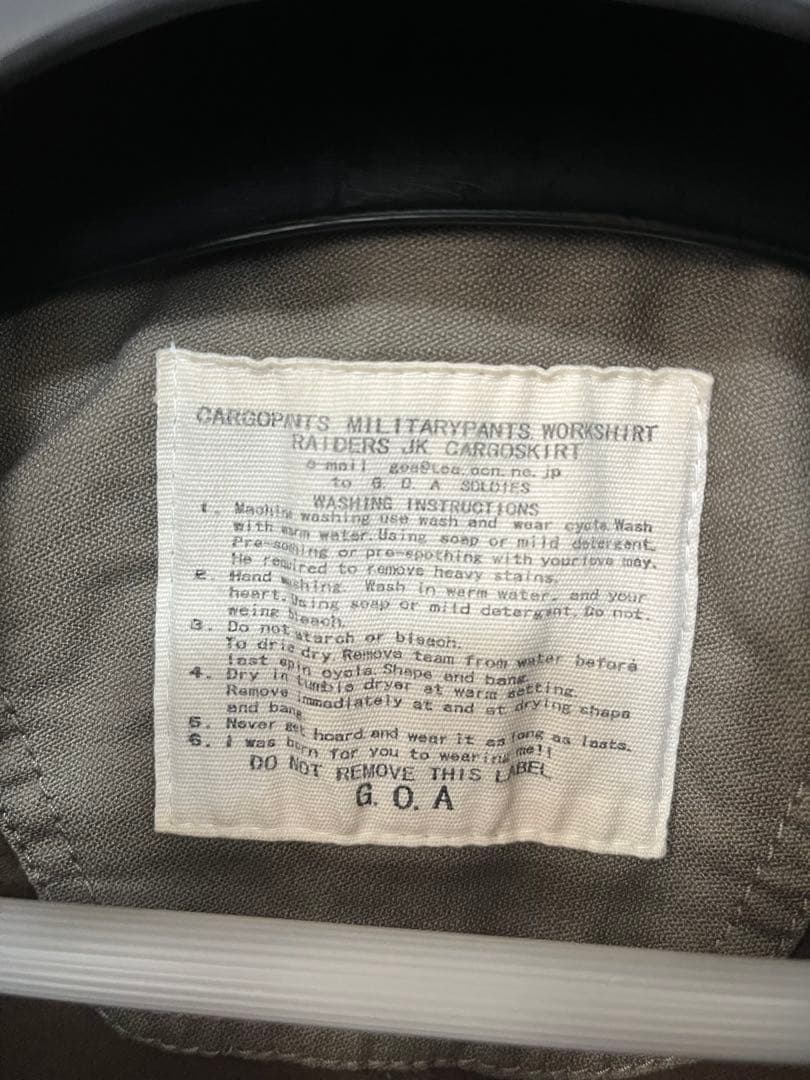 CARGOPANTS MILITARYPANTS. WORKSHIRT
RAIDERS JK CARGOSKIRT
e-mail goa@tea.ocn.ne.jp
to G. O. A SOLDIES
WASHING INSTRUCTIONS
1. Machine washing use wash and wear cycle. Wash
with warm water. Using soap or mild detergent.
Pre-soaking or pre-spothing with your love may.
He required to remove heavy stains.
2. Hand washing. Wash in warm water. and your
heart. Using soap or mild detergent. Do not.
weing bleach.
3. Do not starch or bleach.
To drie dry Remove team from water before
last spin cycle. Shape and bang
4. Dry in tumble dryer at warm setting.
Remove immediately at and at drying shape
and bang
5. Never get hoard and wear it as long as lasts.
6. I was born for you to wearing me!!
DO NOT REMOVE THIS LABEL
G. O. A